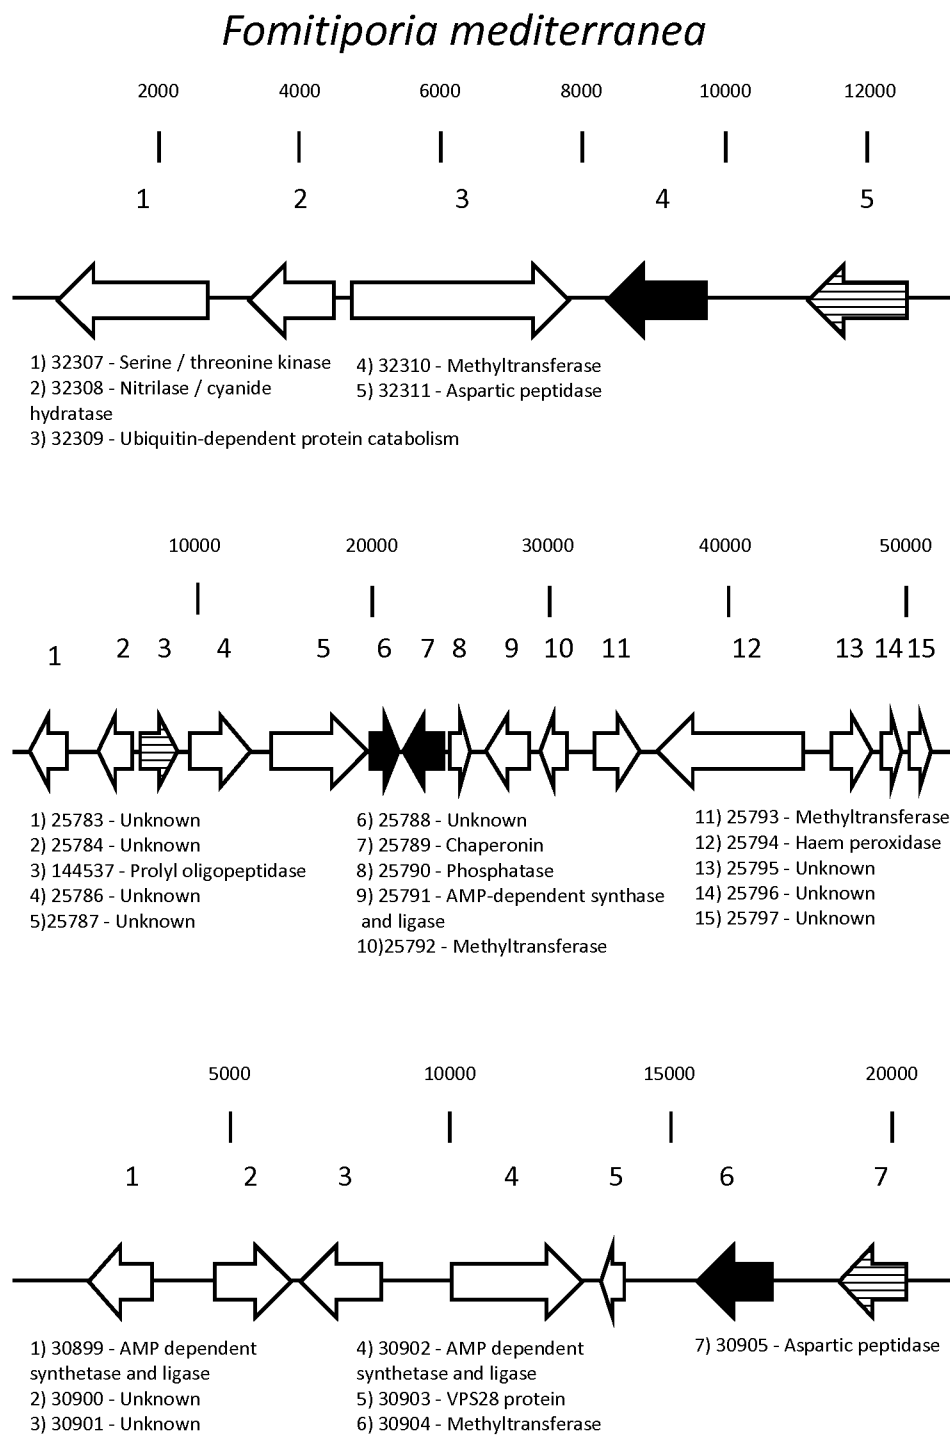 Fomitiporia mediterranea
2000 4000 6000 8000 10000 12000
1 2 3 4 5
1) 32307 - Serine / threonine kinase
2) 32308 - Nitrilase / cyanide
hydratase
3) 32309 - Ubiquitin-dependent protein catabolism
4) 32310 - Methyltransferase
5) 32311 - Aspartic peptidase
10000 20000 30000 40000 50000
1 2 3 4 5 6 7 8 9 10 11 12 13 14 15
1) 25783 - Unknown
2) 25784 - Unknown
3) 144537 - Prolyl oligopeptidase
4) 25786 - Unknown
5)25787 - Unknown
6) 25788 - Unknown
7) 25789 - Chaperonin
8) 25790 - Phosphatase
9) 25791 - AMP-dependent synthase
and ligase
10)25792 - Methyltransferase
11) 25793 - Methyltransferase
12) 25794 - Haem peroxidase
13) 25795 - Unknown
14) 25796 - Unknown
15) 25797 - Unknown
5000 10000 15000 20000
1 2 3 4 5 6 7
1) 30899 - AMP dependent
synthetase and ligase
2) 30900 - Unknown
3) 30901 - Unknown
4) 30902 - AMP dependent
synthetase and ligase
5) 30903 - VPS28 protein
6) 30904 - Methyltransferase
7) 30905 - Aspartic peptidase